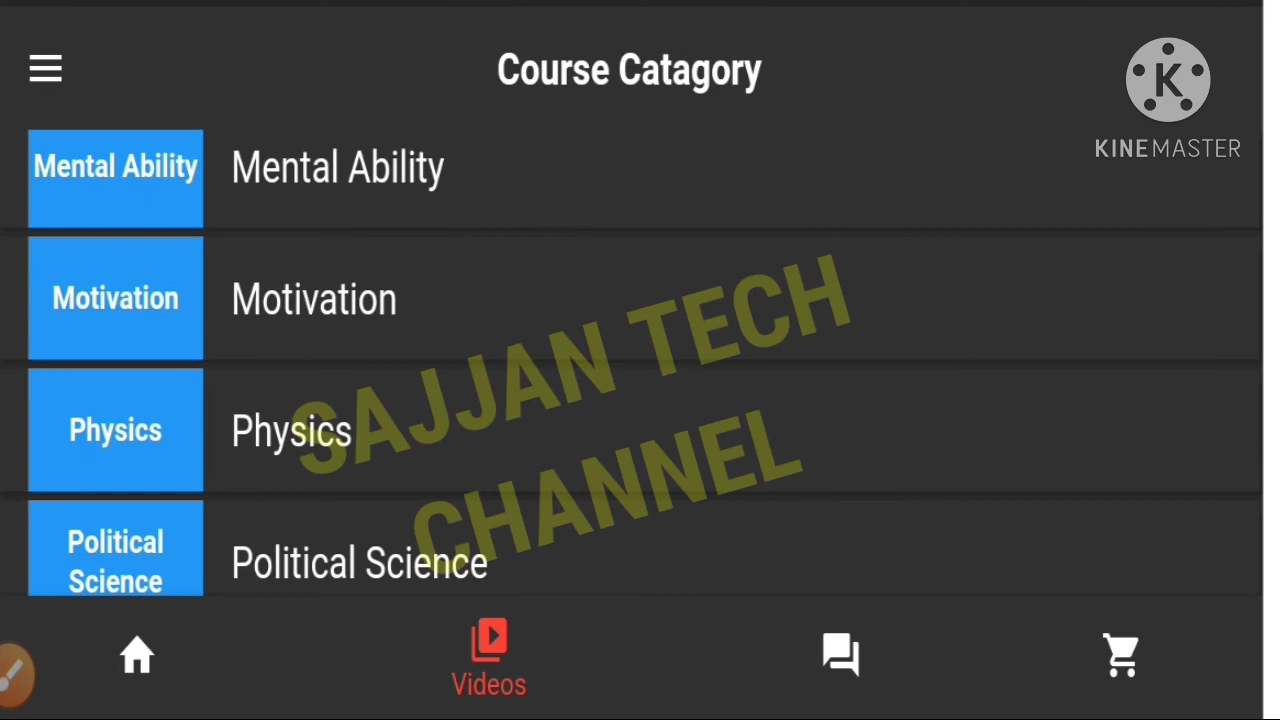 Course Catagory
K
KINEMASTER
Mental Ability
Mental Ability
Motivation
Motivation
Physics
Physics
Political
Science
Political Science
SAJJAN TECH
CHANNEL
Videos